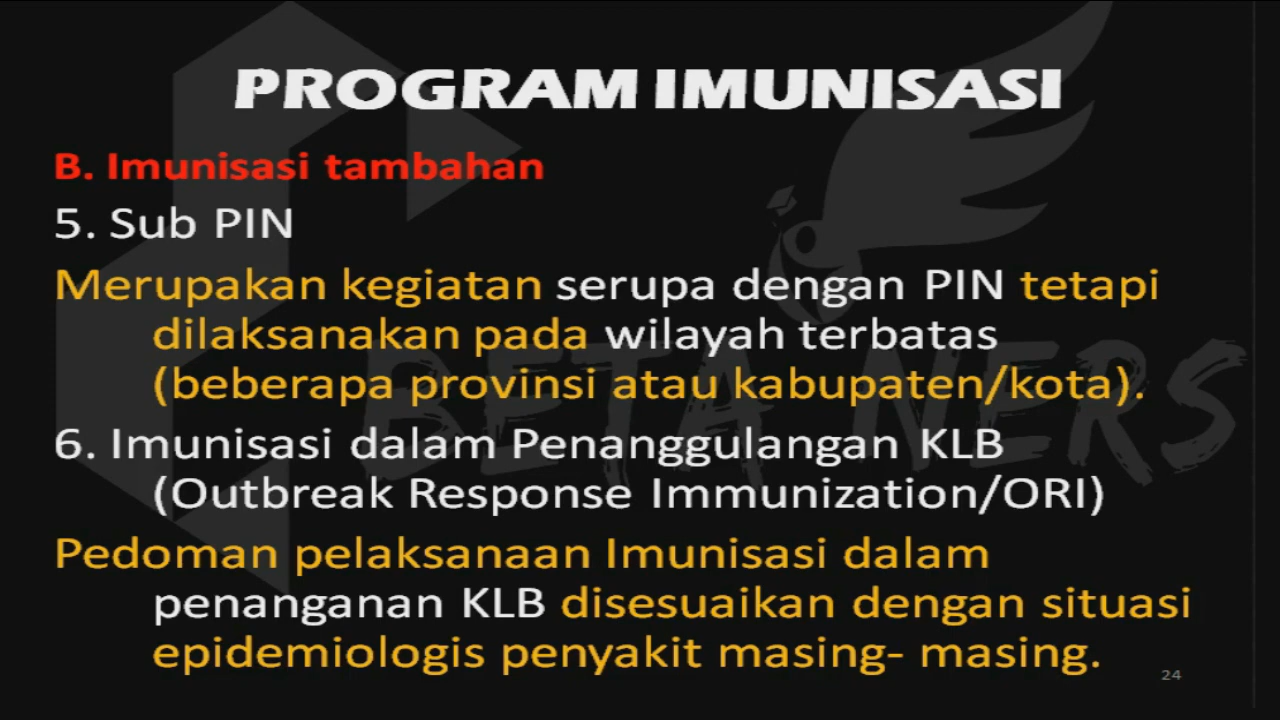 PROGRAM IMUNISASI
B. Imunisasi tambahan
5. Sub PIN
Merupakan kegiatan serupa dengan PIN tetapi
dilaksanakan pada wilayah terbatas
(beberapa provinsi atau kabupaten/kota).
6. Imunisasi dalam Penanggulangan KLB
(Outbreak Response Immunization/ORI)
Pedoman pelaksanaan Imunisasi dalam
penanganan KLB disesuaikan dengan situasi
epidemiologis penyakit masing- masing.
24
BETA NERS